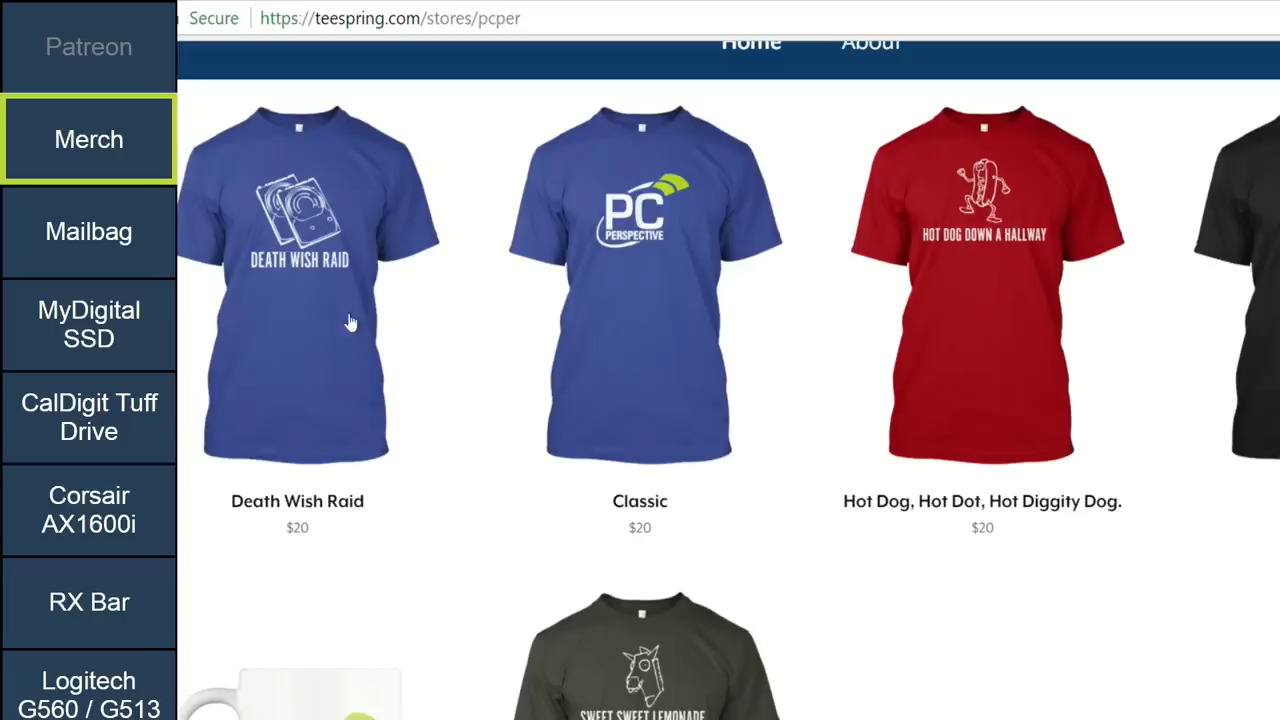 Secure
https://teespring.com/stores/pcper
Home
About
Patreon
Merch
Mailbag
MyDigital
SSD
CalDigit Tuff
Drive
Corsair
AX1600i
RX Bar
Logitech
G560 / G513
DEATH WISH RAID
PC
PERSPECTIVE
HOT DOG DOWN A HALLWAY
Death Wish Raid
$20
Classic
$20
Hot Dog, Hot Dot, Hot Diggity Dog.
$20
SWEET SWEET LEMONADE